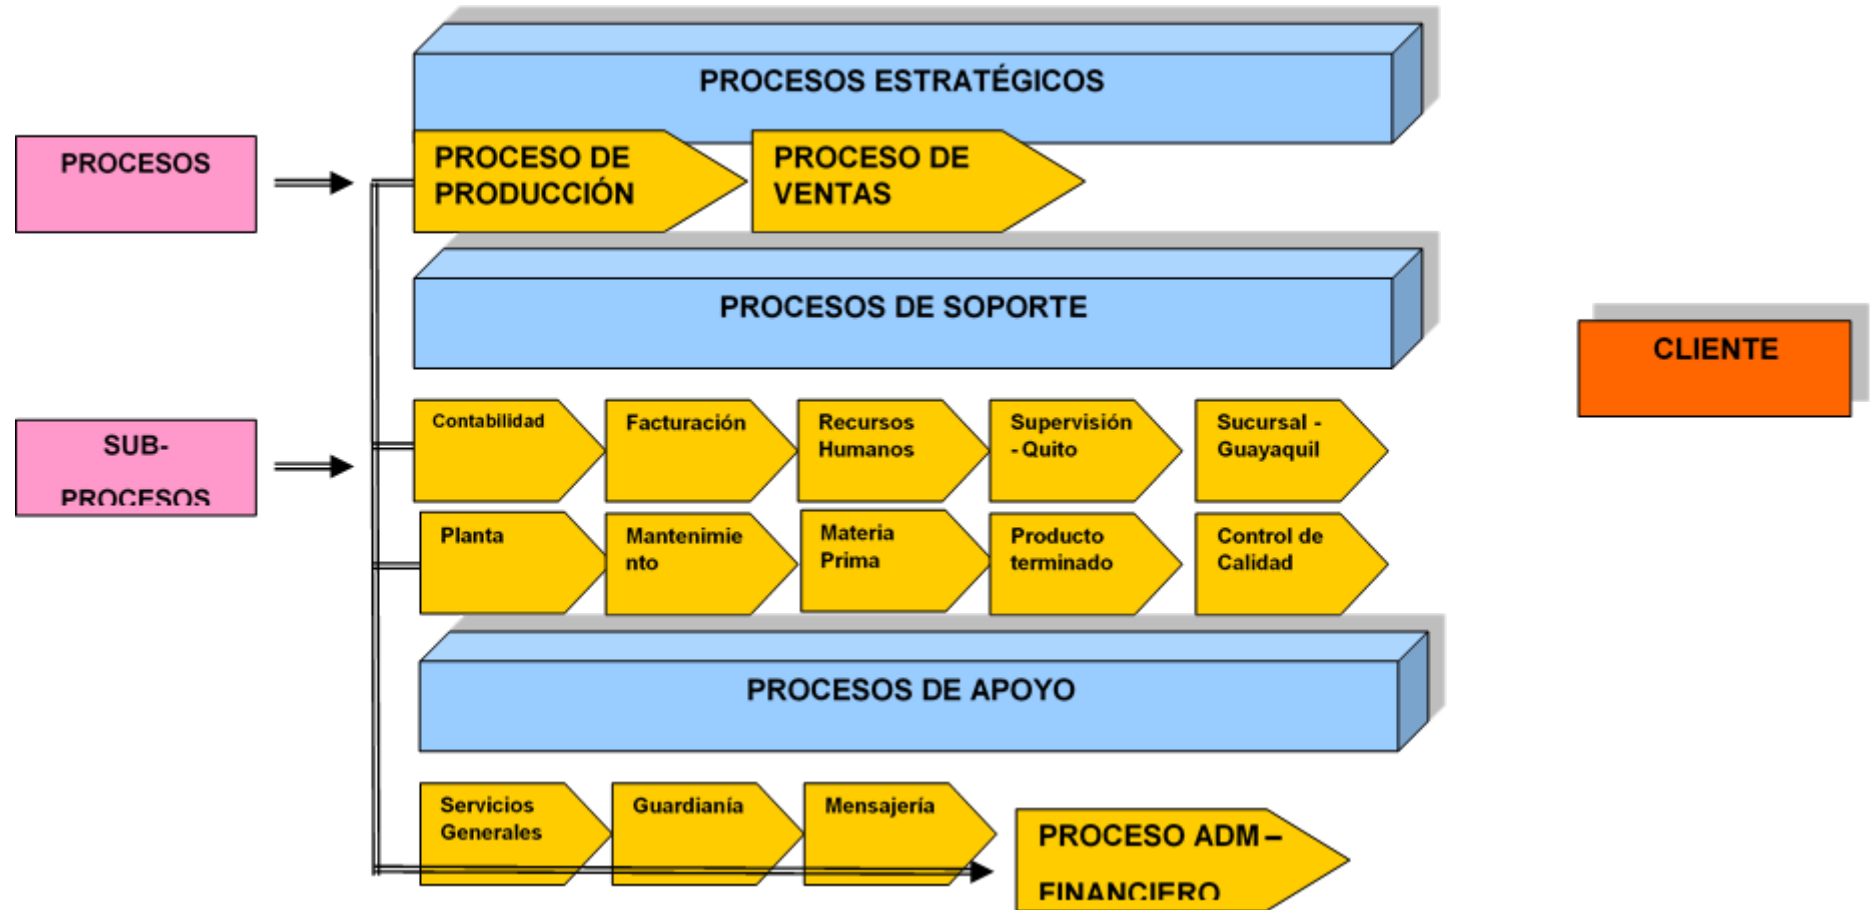 PROCESOS ESTRATÉGICOS
PROCESOS
PROCESO DE
PRODUCCIÓN
PROCESO DE
VENTAS
PROCESOS DE SOPORTE
CLIENTE
SUB-
PROCESOS
Contabilidad
Facturación
Recursos
Humanos
Supervisión
- Quito
Sucursal -
Guayaquil
Planta
Mantenimie
nto
Materia
Prima
Producto
terminado
Control de
Calidad
PROCESOS DE APOYO
Servicios
Generales
Guardianía
Mensajería
PROCESO ADM –
FINANCIERO